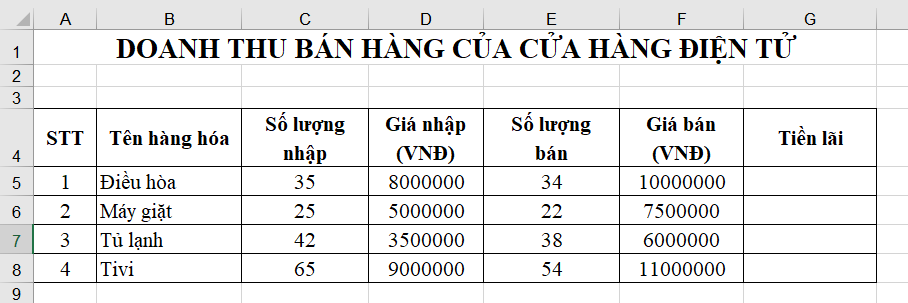 A B C D E F G
1 DOANH THU BÁN HÀNG CỦA CỬA HÀNG ĐIỆN TỬ
2
3
4 STT Tên hàng hóa Số lượng nhập Giá nhập (VNĐ) Số lượng bán Giá bán (VNĐ) Tiền lãi
5 1 Điều hòa 35 8000000 34 10000000
6 2 Máy giặt 25 5000000 22 7500000
7 3 Tủ lạnh 42 3500000 38 6000000
8 4 Tivi 65 9000000 54 11000000
9